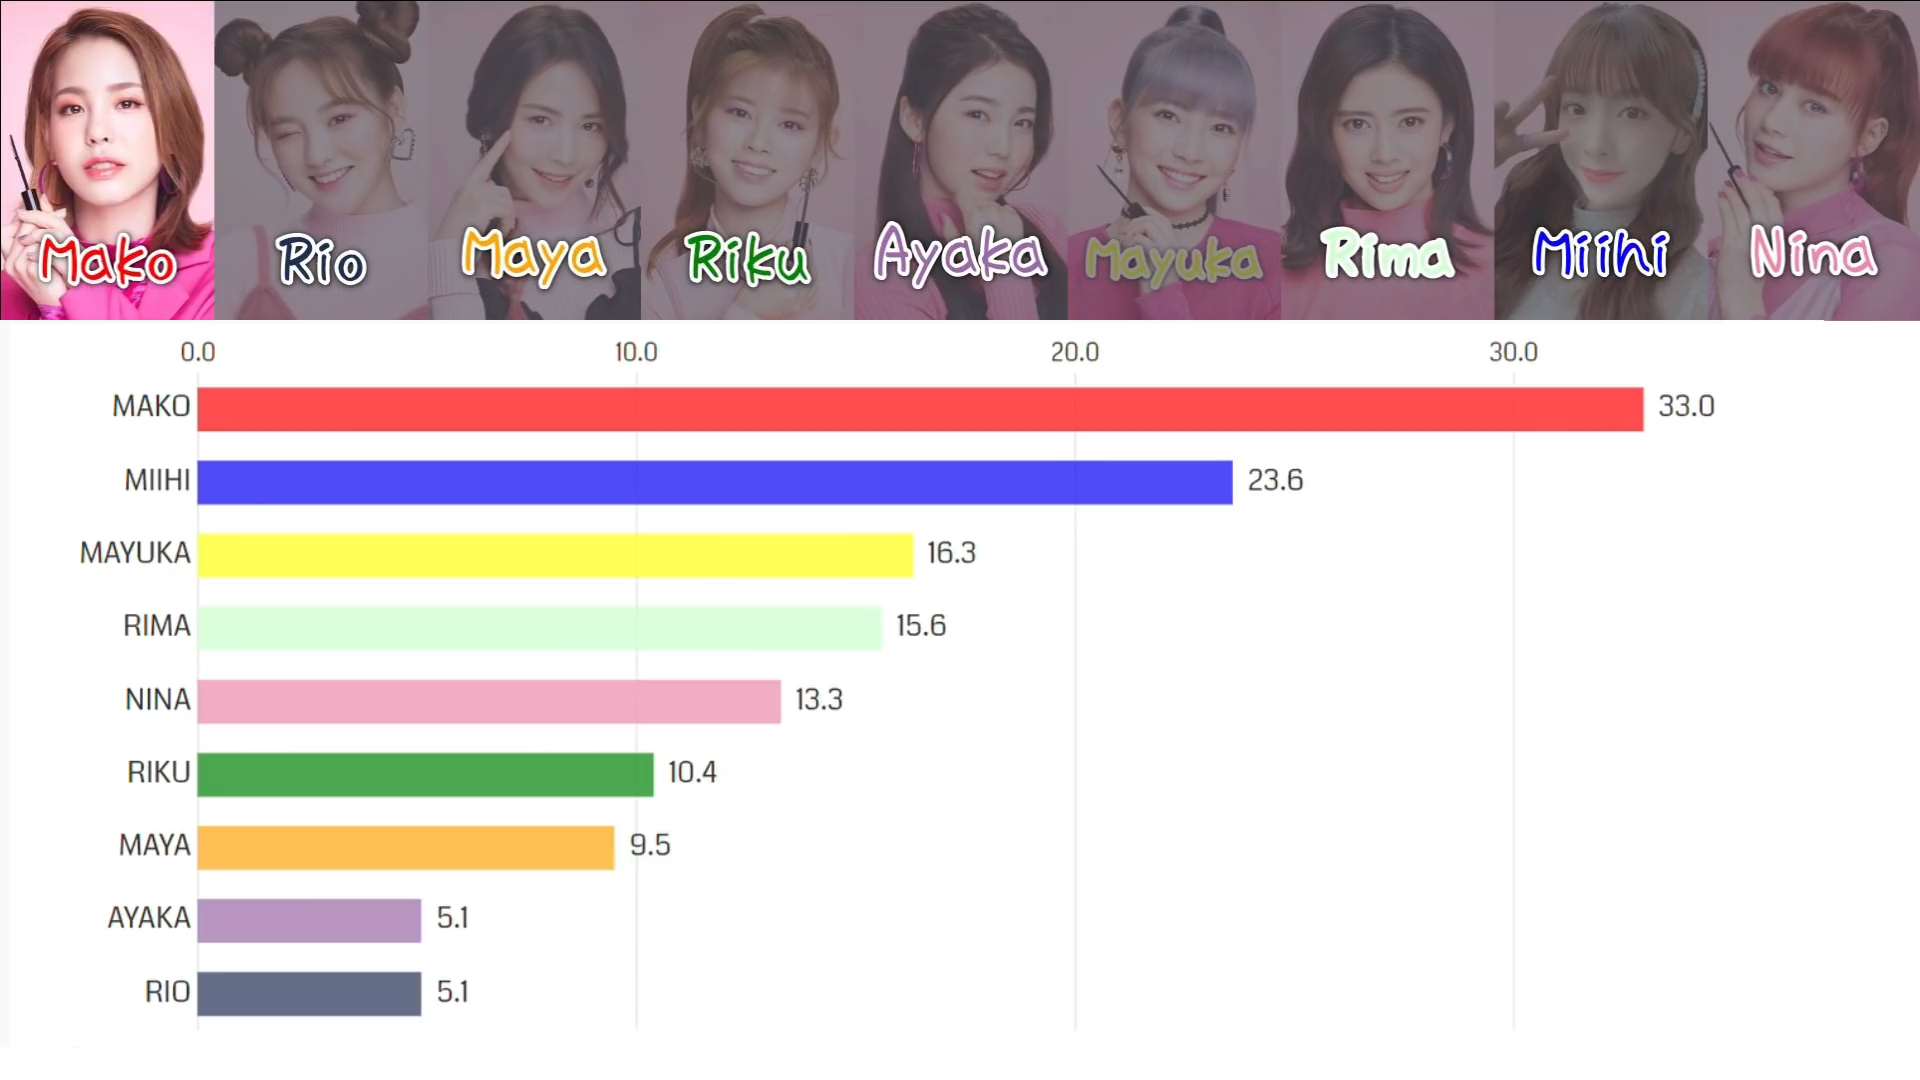 Mako Rio Maya Riku Ayaka Mayuka Rima Miihi Nina
0.0 10.0 20.0 30.0
MAKO 33.0
MIIHI 23.6
MAYUKA 16.3
RIMA 15.6
NINA 13.3
RIKU 10.4
MAYA 9.5
AYAKA 5.1
RIO 5.1